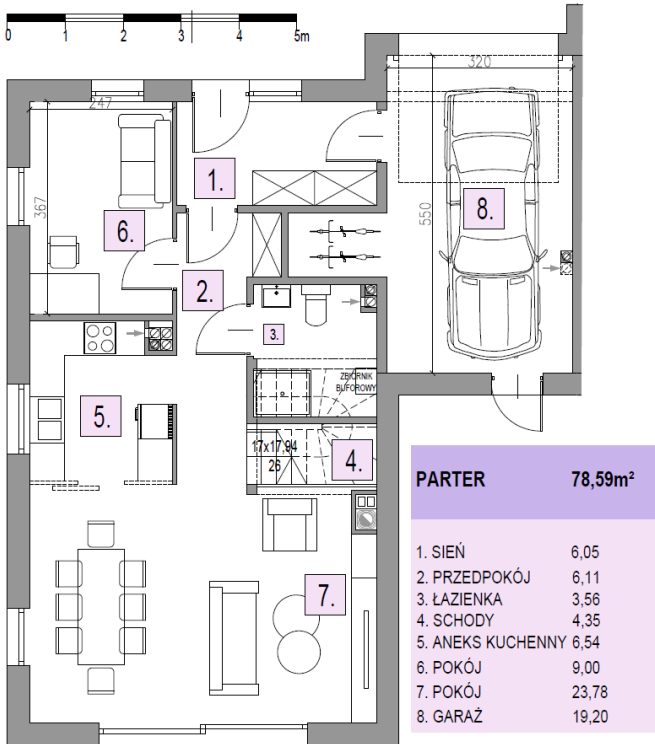 0 1 2 3 4 5m
320
247
1.
367
6.
550
8.
2.
3.
ZBIORNIK
BUFOROWY
5.
17x17,94
26
4.
7.
PARTER 78,59m²
1. SIEŃ 6,05
2. PRZEDPOKÓJ 6,11
3. ŁAZIENKA 3,56
4. SCHODY 4,35
5. ANEKS KUCHENNY 6,54
6. POKÓJ 9,00
7. POKÓJ 23,78
8. GARAŻ 19,20